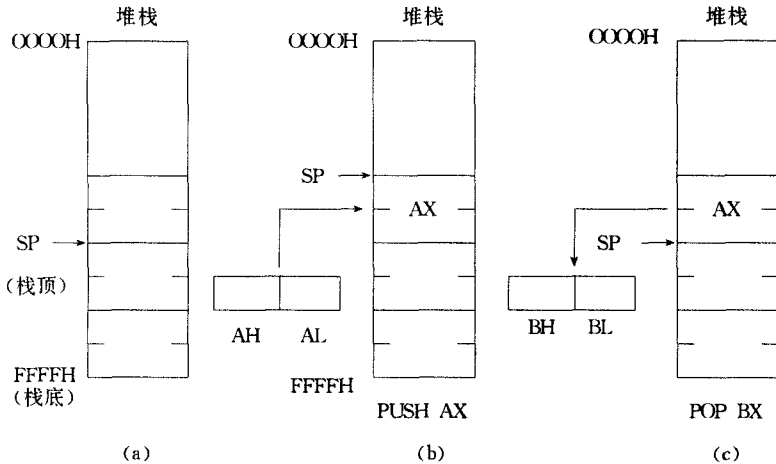 堆栈
OOOOH
SP
(栈顶)
FFFFH
(栈底)
(a)
堆栈
OOOOH
SP
AX
AH AL
FFFFH
PUSH AX
(b)
堆栈
OOOOH
AX
SP
BH BL
POP BX
(c)